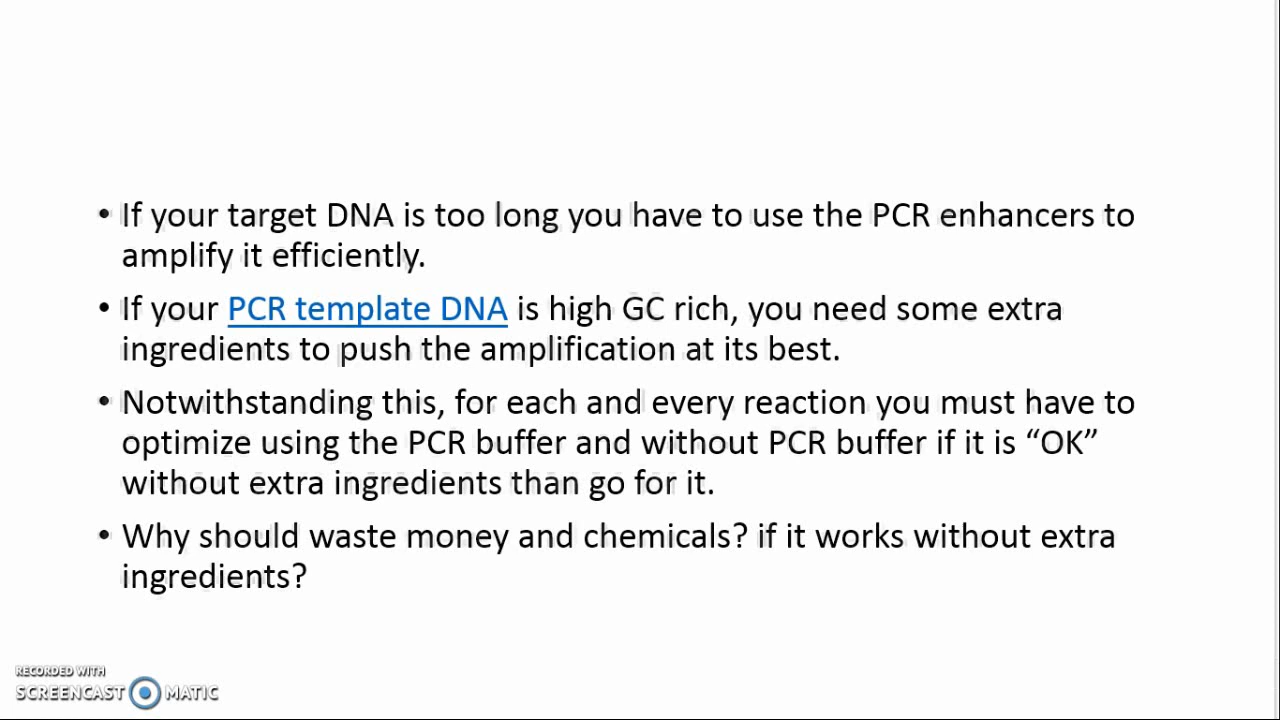 • If your target DNA is too long you have to use the PCR enhancers to
amplify it efficiently.
• If your PCR template DNA is high GC rich, you need some extra
ingredients to push the amplification at its best.
• Notwithstanding this, for each and every reaction you must have to
optimize using the PCR buffer and without PCR buffer if it is “OK”
without extra ingredients than go for it.
• Why should waste money and chemicals? if it works without extra
ingredients?
RECORDED WITH
SCREENCAST MATIC